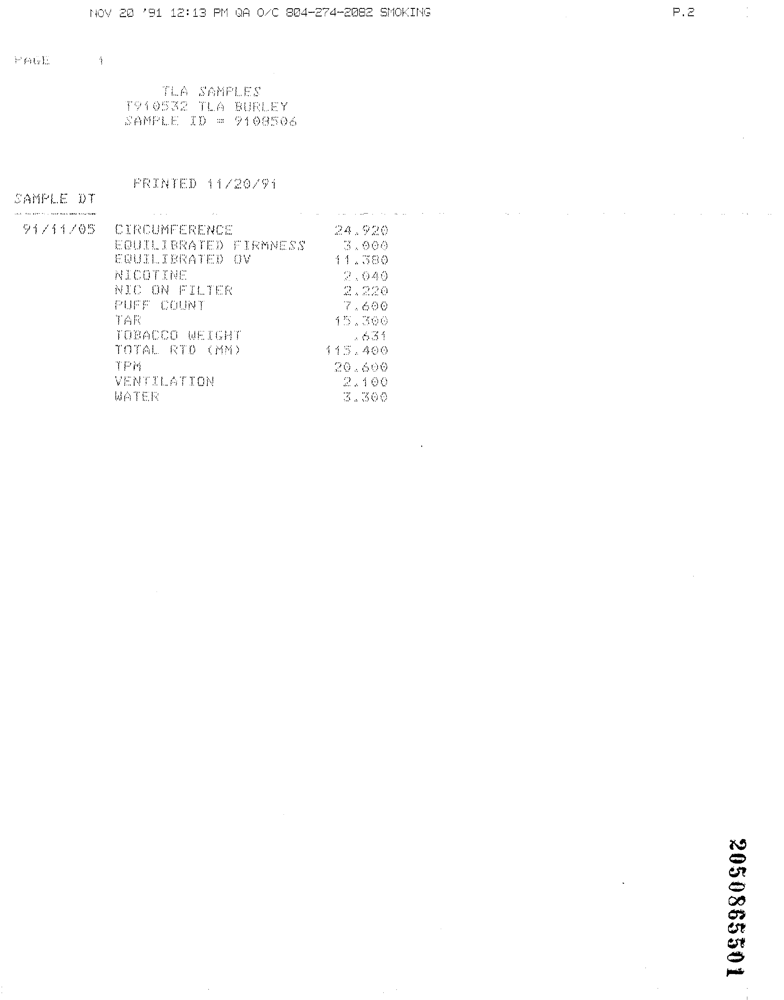 NOV 20 '91 12:13 PM QA O/C 804-274-2082 SMOKING P.2
PAGE 1
TLA SAMPLES
T910532 TLA BURLEY
SAMPLE ID = 9108506
PRINTED 11/20/91
SAMPLE DT
91/11/05 CIRCUMFERENCE 24.920
EQUILIBRATED FIRMNESS 3.000
EQUILIBRATED OV 11.380
NICOTINE 2.040
NIC ON FILTER 2.220
PUFF COUNT 7.600
TAR 15.300
TOBACCO WEIGHT .631
TOTAL RTD (MM) 115.400
TPM 20.600
VENTILATION 2.100
WATER 3.300
2050865501